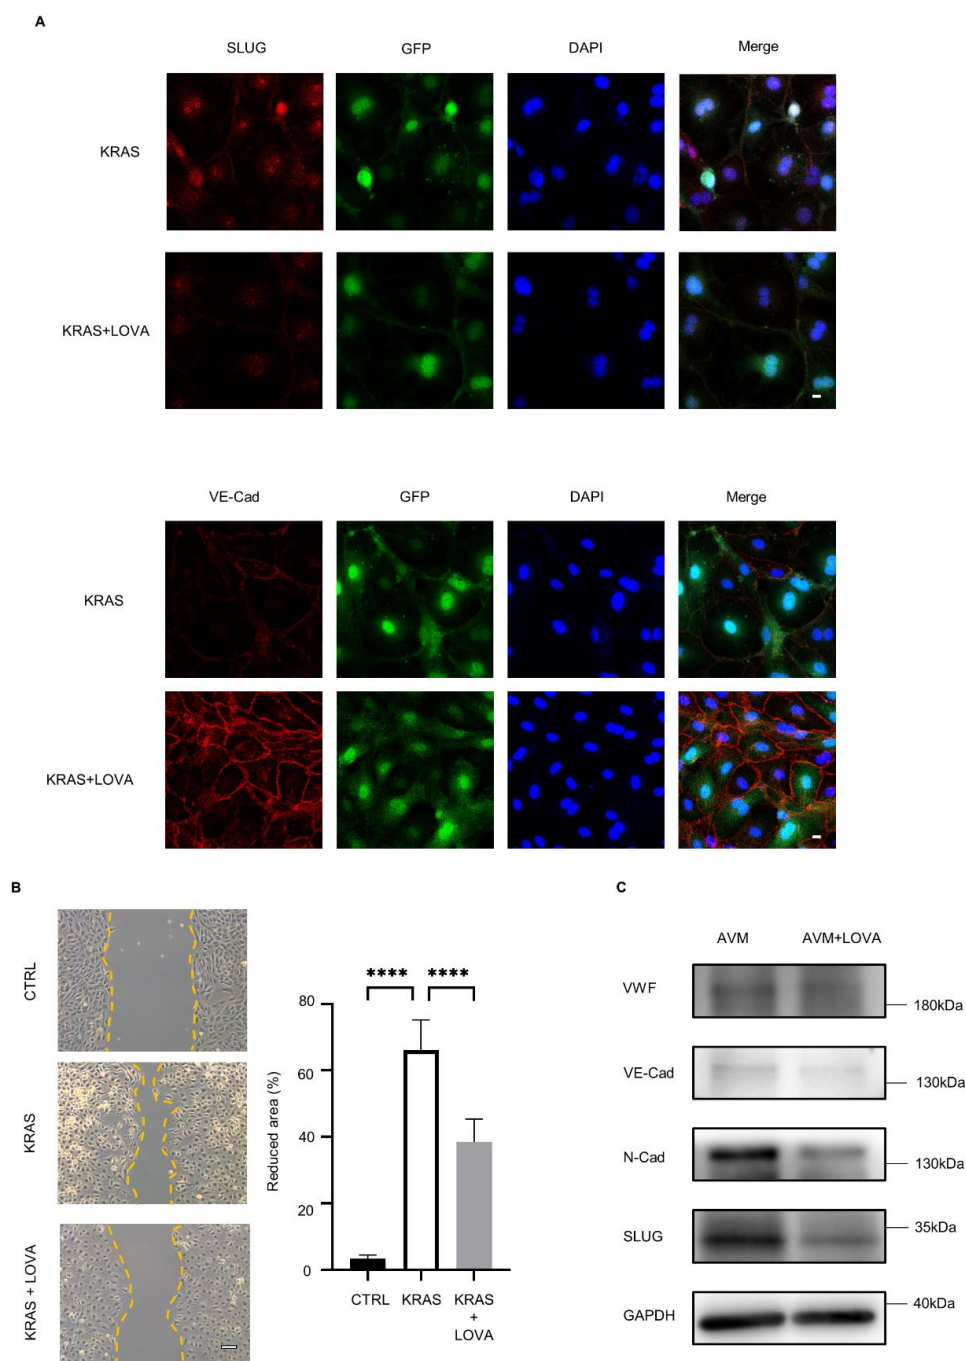 A
SLUG GFP DAPI Merge
KRAS
KRAS+LOVA
VE-Cad GFP DAPI Merge
KRAS
KRAS+LOVA
B
CTRL
KRAS
KRAS + LOVA
**** ****
Reduced area (%)
80
60
40
20
0
CTRL KRAS KRAS
+
LOVA
C
AVM AVM+LOVA
VWF 180kDa
VE-Cad 130kDa
N-Cad 130kDa
SLUG 35kDa
GAPDH 40kDa